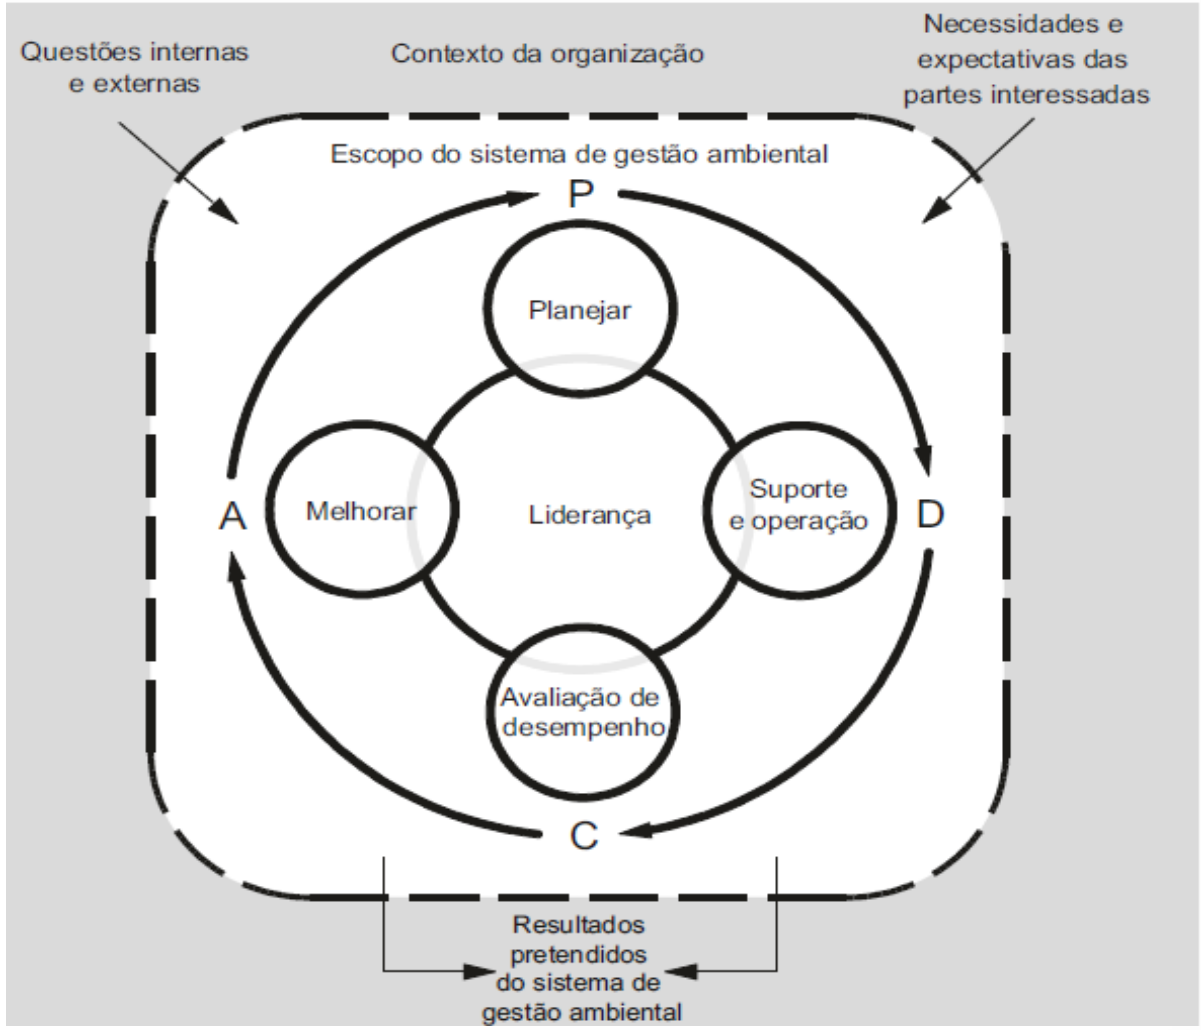 Questões internas
e externas
Contexto da organização
Necessidades e
expectativas das
partes interessadas
Escopo do sistema de gestão ambiental
P
Planejar
A
Melhorar
Liderança
Suporte
e operação
D
Avaliação de
desempenho
C
Resultados
pretendidos
do sistema de
gestão ambiental